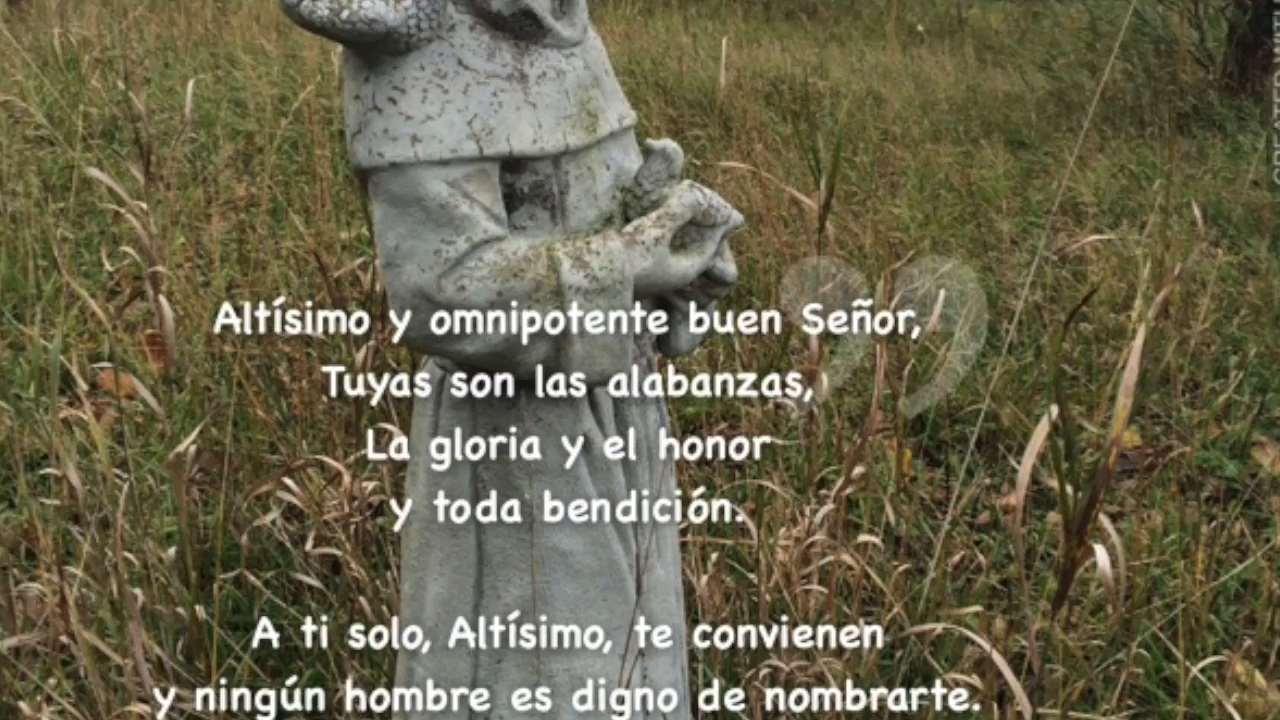 Altísimo y omnipotente buen Señor,
Tuyas son las alabanzas,
La gloria y el honor
y toda bendición.
A ti solo, Altísimo, te convienen
y ningún hombre es digno de nombrarte.